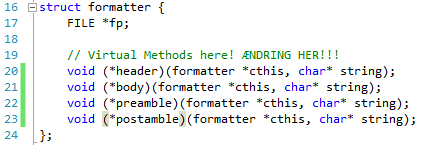 16 struct formatter {
17 FILE *fp;
18
19 // Virtual Methods here! ÆNDRING HER!!!
20 void (*header)(formatter *cthis, char* string);
21 void (*body)(formatter *cthis, char* string);
22 void (*preamble)(formatter *cthis, char* string);
23 void (*postamble)(formatter *cthis, char* string);
24 };